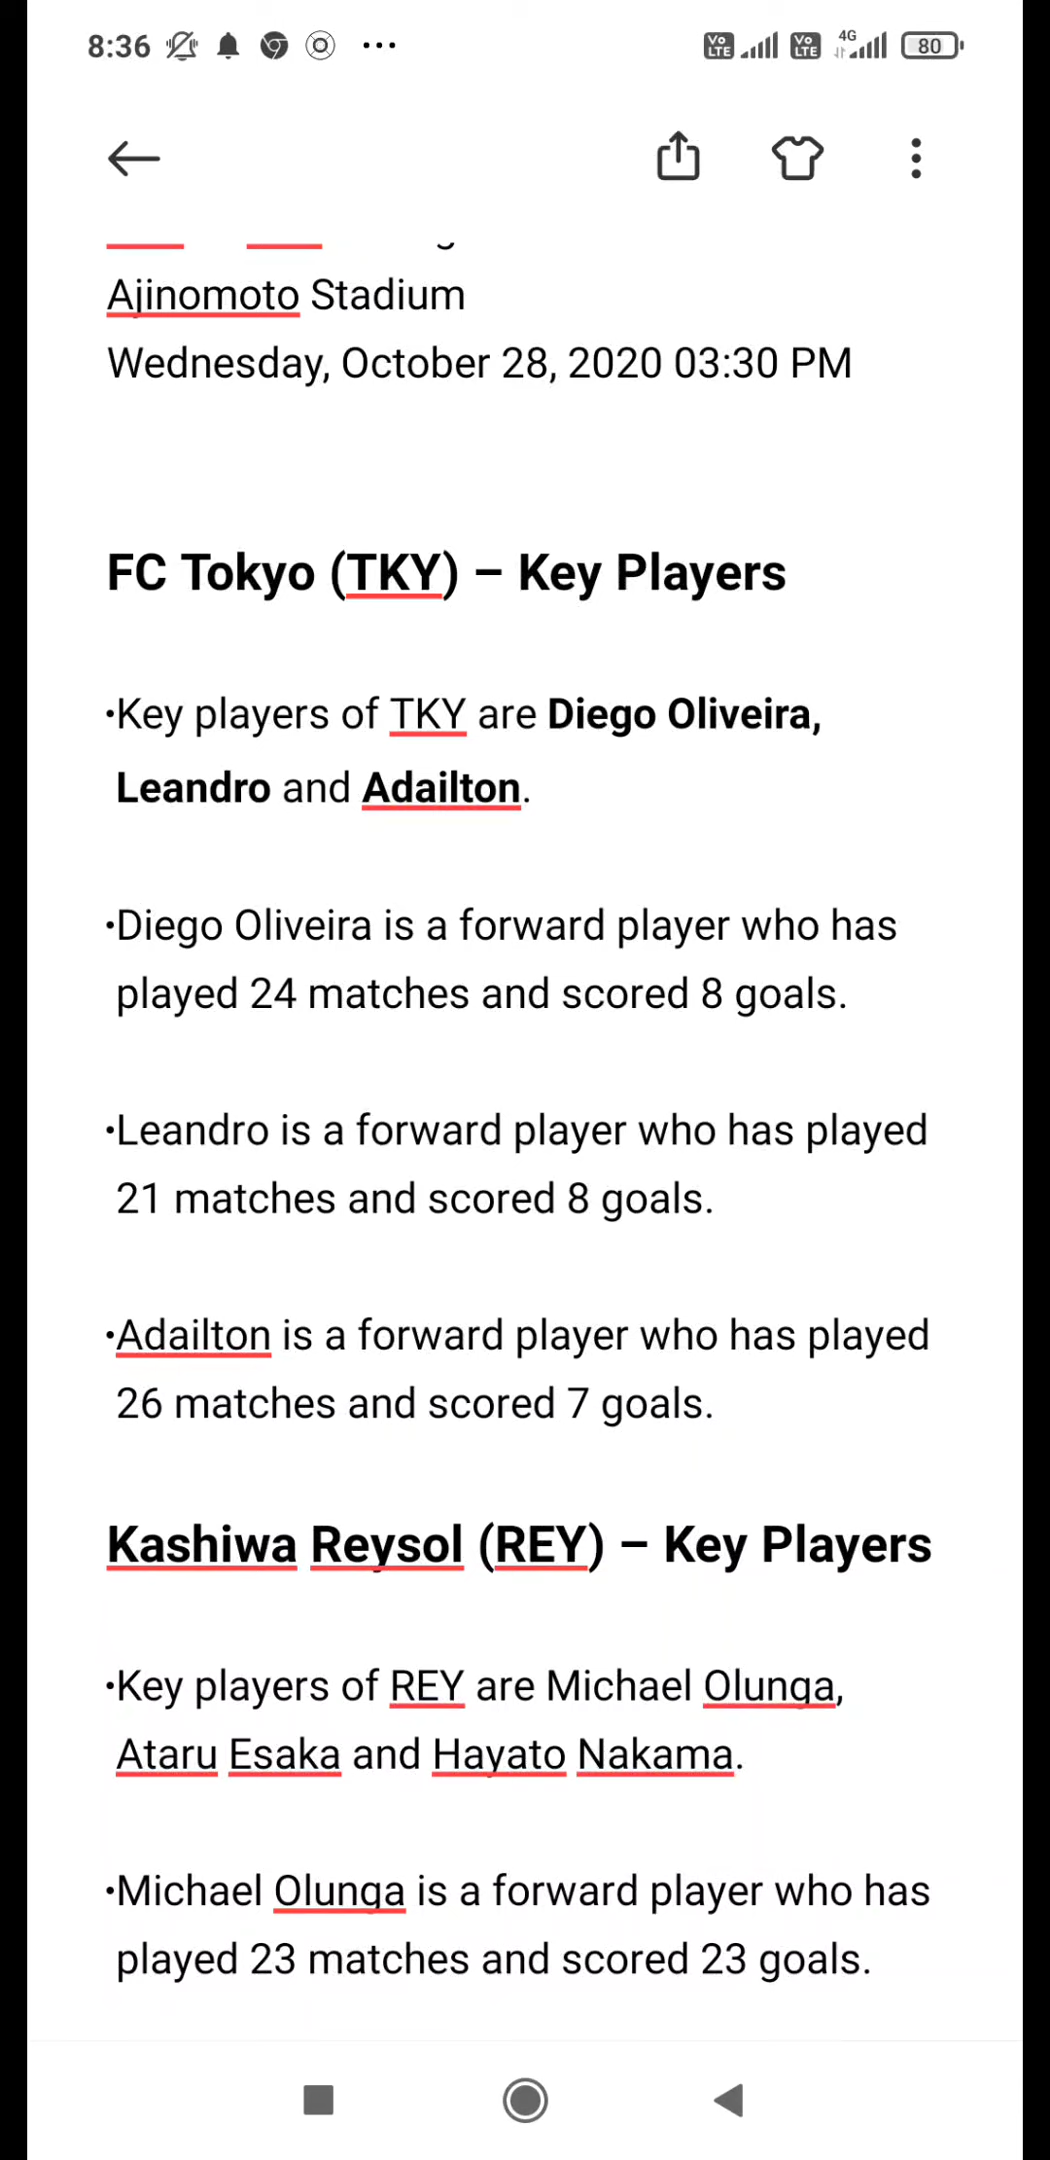 8:36
Vo LTE Vo LTE 4G 80
Ajinomoto Stadium
Wednesday, October 28, 2020 03:30 PM
FC Tokyo (TKY) – Key Players
·Key players of TKY are Diego Oliveira,
Leandro and Adailton.
·Diego Oliveira is a forward player who has
played 24 matches and scored 8 goals.
·Leandro is a forward player who has played
21 matches and scored 8 goals.
·Adailton is a forward player who has played
26 matches and scored 7 goals.
Kashiwa Reysol (REY) – Key Players
·Key players of REY are Michael Olunga,
Ataru Esaka and Hayato Nakama.
·Michael Olunga is a forward player who has
played 23 matches and scored 23 goals.